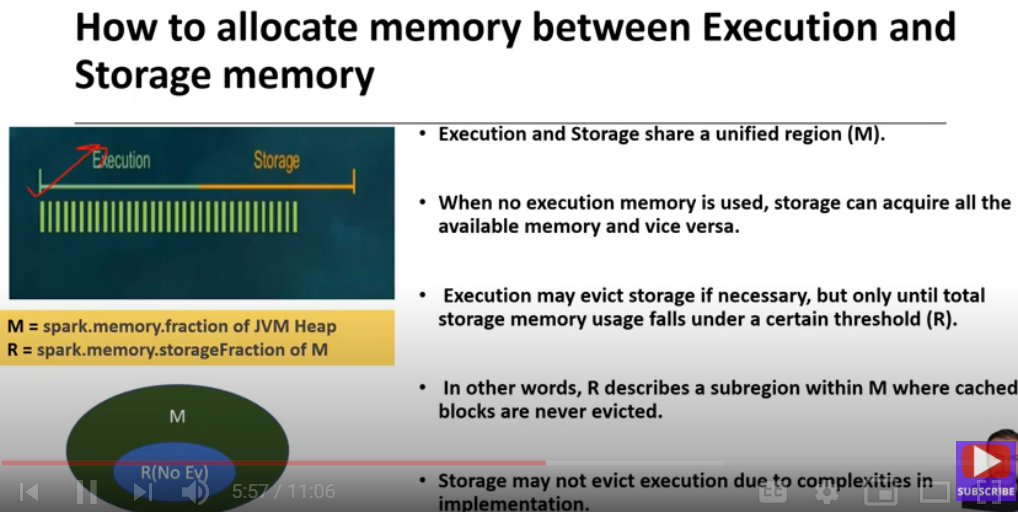 How to allocate memory between Execution and
Storage memory
Execution
Storage
M = spark.memory.fraction of JVM Heap
R = spark.memory.storageFraction of M
M
R(No Ev)
• Execution and Storage share a unified region (M).
• When no execution memory is used, storage can acquire all the
available memory and vice versa.
• Execution may evict storage if necessary, but only until total
storage memory usage falls under a certain threshold (R).
• In other words, R describes a subregion within M where cached
blocks are never evicted.
• Storage may not evict execution due to complexities in
implementation.
5:57 / 11:06
CC
SUBSCRIBE